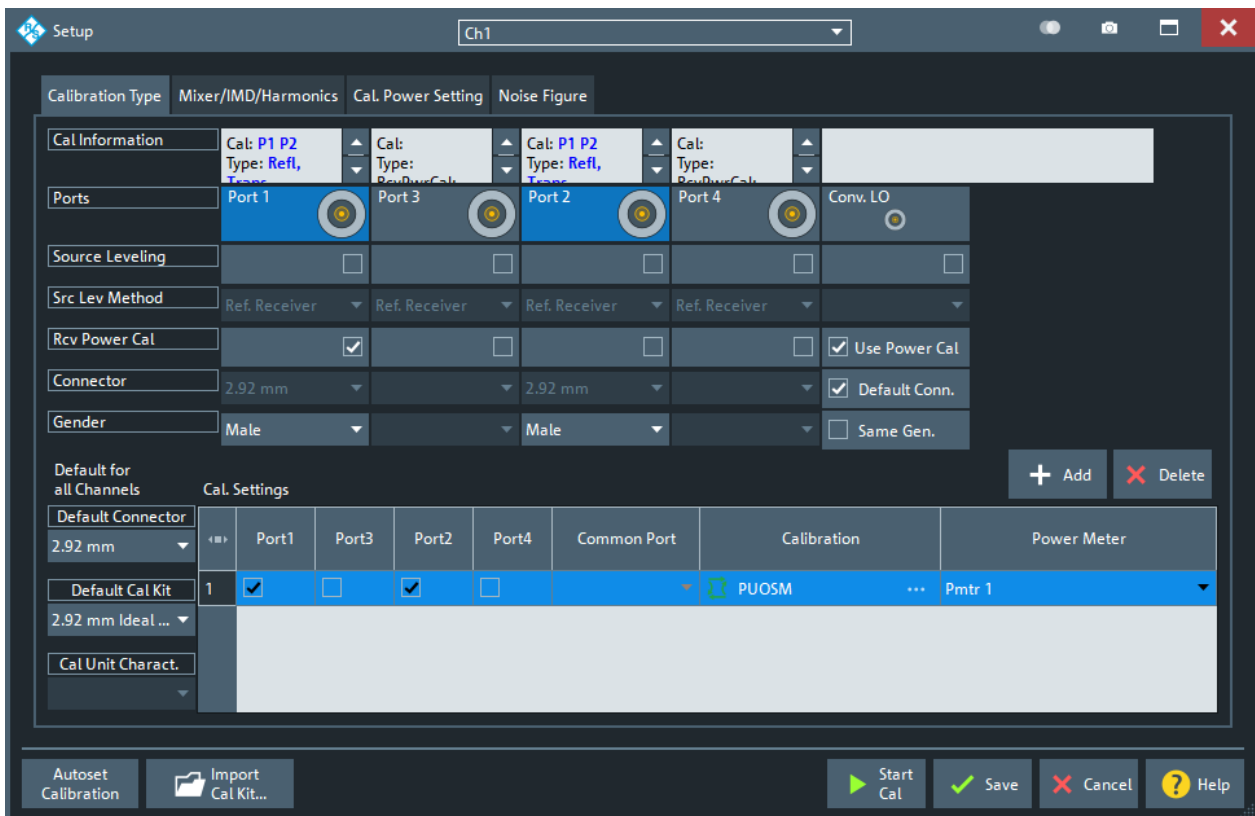 Setup
Ch1
Calibration Type Mixer/IMD/Harmonics Cal. Power Setting Noise Figure
Cal Information
Cal: P1 P2
Type: Refl,
Trans
Cal:
Type:
RcvPwrCal:
Cal: P1 P2
Type: Refl,
Trans
Cal:
Type:
RcvPwrCal:
Ports
Port 1 Port 3 Port 2 Port 4 Conv. LO
Source Leveling
Src Lev Method
Ref. Receiver Ref. Receiver Ref. Receiver Ref. Receiver
Rcv Power Cal
Use Power Cal
Connector
2.92 mm 2.92 mm Default Conn.
Gender
Male Male Same Gen.
Default for
all Channels
Cal. Settings
Add Delete
Default Connector
2.92 mm
Port1 Port3 Port2 Port4 Common Port Calibration Power Meter
Default Cal Kit
1 PUOSM ... Pmtr 1
2.92 mm Ideal ...
Cal Unit Charact.
Autoset
Calibration
Import
Cal Kit...
Start
Cal
Save
Cancel
? Help